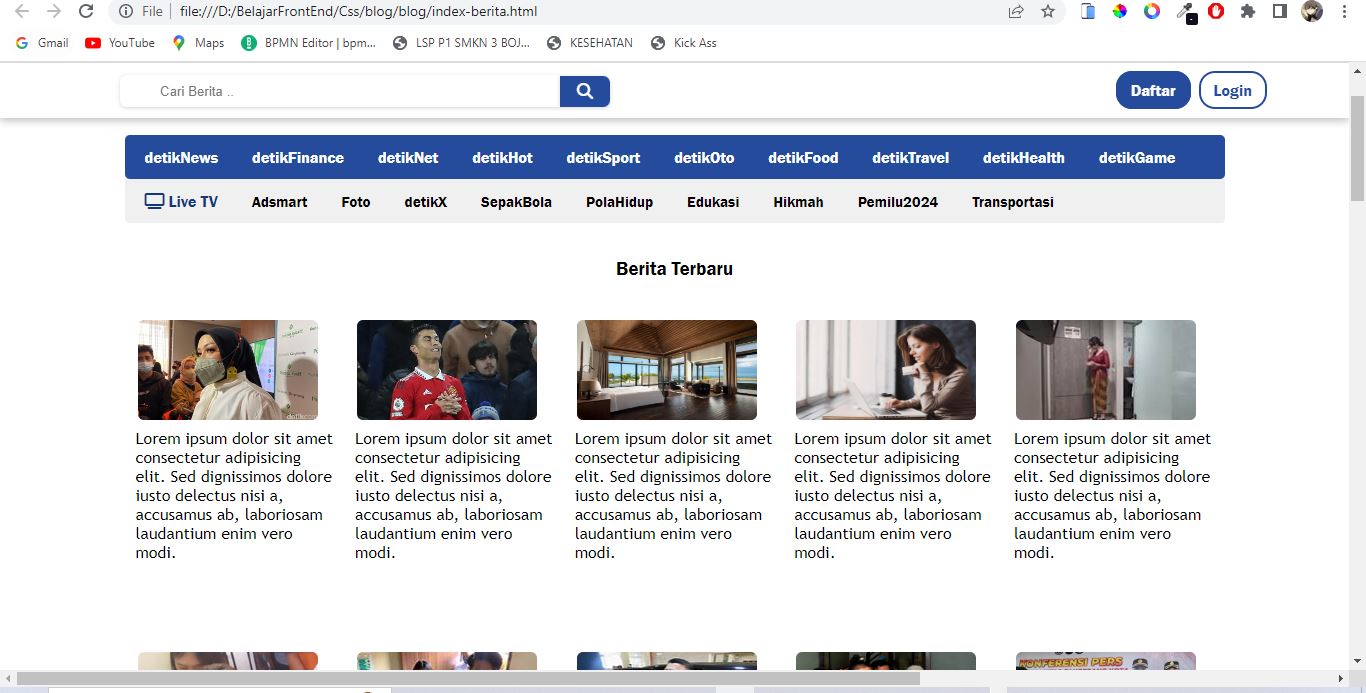 File
file:///D:/BelajarFrontEnd/Css/blog/blog/index-berita.html
Gmail YouTube Maps BPMN Editor | bpm... LSP P1 SMKN 3 BOJ... KESEHATAN Kick Ass
Cari Berita ..
Daftar Login
detikNews detikFinance detikNet detikHot detikSport detikOto detikFood detikTravel detikHealth detikGame
Live TV Adsmart Foto detikX SepakBola PolaHidup Edukasi Hikmah Pemilu2024 Transportasi
Berita Terbaru
detikcom
Lorem ipsum dolor sit amet
consectetur adipisicing
elit. Sed dignissimos dolore
iusto delectus nisi a,
accusamus ab, laboriosam
laudantium enim vero
modi.
Lorem ipsum dolor sit amet
consectetur adipisicing
elit. Sed dignissimos dolore
iusto delectus nisi a,
accusamus ab, laboriosam
laudantium enim vero
modi.
Lorem ipsum dolor sit amet
consectetur adipisicing
elit. Sed dignissimos dolore
iusto delectus nisi a,
accusamus ab, laboriosam
laudantium enim vero
modi.
Lorem ipsum dolor sit amet
consectetur adipisicing
elit. Sed dignissimos dolore
iusto delectus nisi a,
accusamus ab, laboriosam
laudantium enim vero
modi.
Lorem ipsum dolor sit amet
consectetur adipisicing
elit. Sed dignissimos dolore
iusto delectus nisi a,
accusamus ab, laboriosam
laudantium enim vero
modi.
KONFERENSI PERS